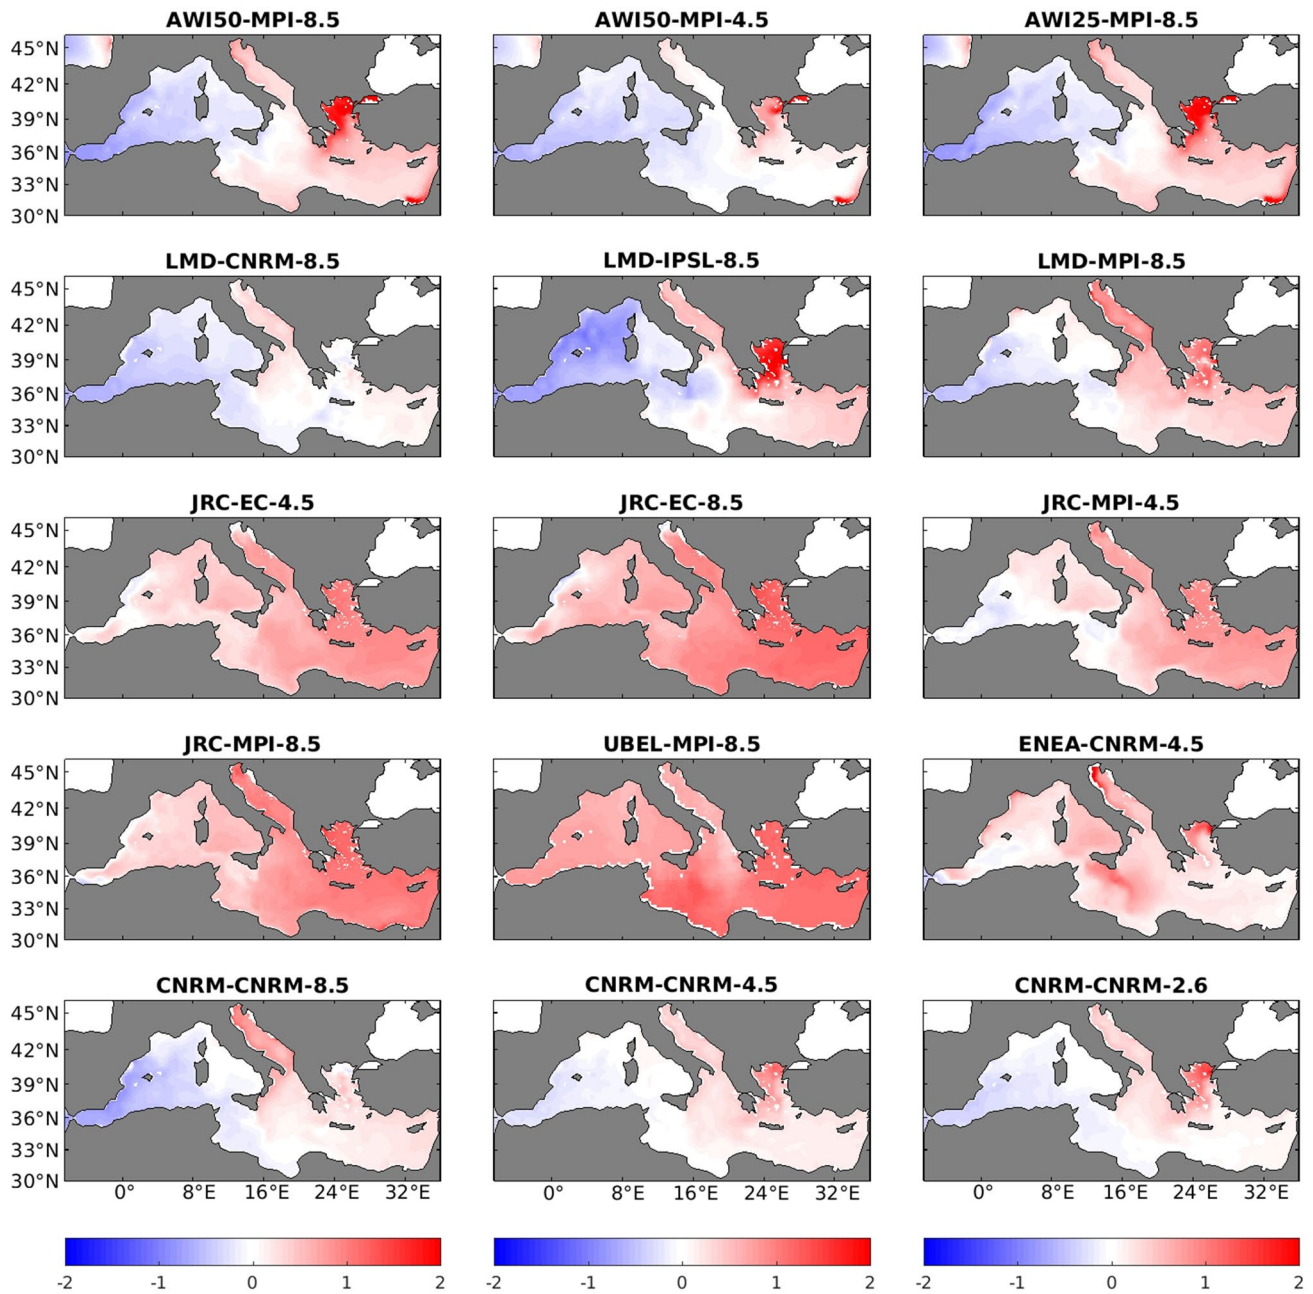 AWI50-MPI-8.5 AWI50-MPI-4.5 AWI25-MPI-8.5
45°N
42°N
39°N
36°N
33°N
30°N
LMD-CNRM-8.5 LMD-IPSL-8.5 LMD-MPI-8.5
45°N
42°N
39°N
36°N
33°N
30°N
JRC-EC-4.5 JRC-EC-8.5 JRC-MPI-4.5
45°N
42°N
39°N
36°N
33°N
30°N
JRC-MPI-8.5 UBEL-MPI-8.5 ENEA-CNRM-4.5
45°N
42°N
39°N
36°N
33°N
30°N
CNRM-CNRM-8.5 CNRM-CNRM-4.5 CNRM-CNRM-2.6
45°N
42°N
39°N
36°N
33°N
30°N
0° 8°E 16°E 24°E 32°E 0° 8°E 16°E 24°E 32°E 0° 8°E 16°E 24°E 32°E
-2 -1 0 1 2 -2 -1 0 1 2 -2 -1 0 1 2